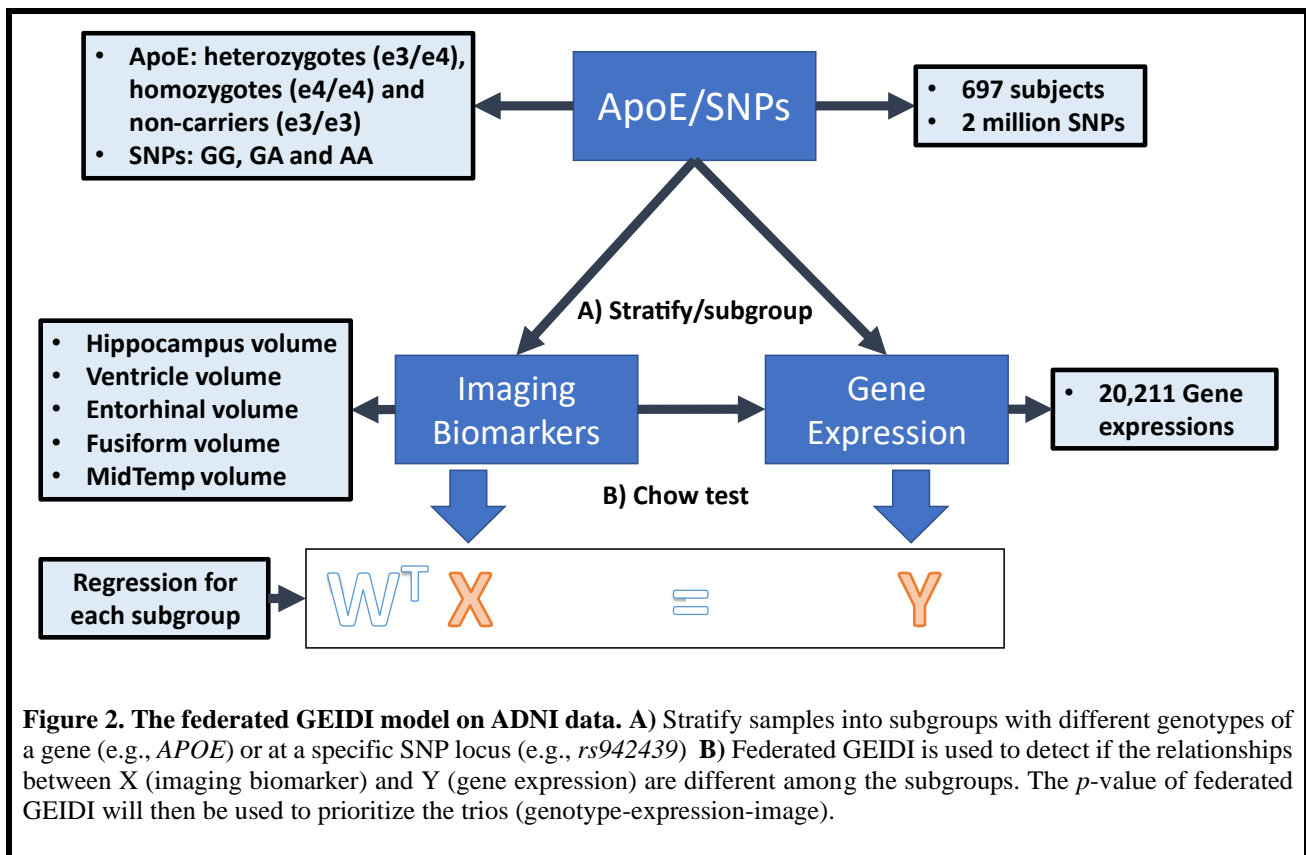 • ApoE: heterozygotes (e3/e4),
homozygotes (e4/e4) and
non-carriers (e3/e3)
• SNPs: GG, GA and AA
ApoE/SNPs
• 697 subjects
• 2 million SNPs
A) Stratify/subgroup
• Hippocampus volume
• Ventricle volume
• Entorhinal volume
• Fusiform volume
• MidTemp volume
Imaging
Biomarkers
Gene
Expression
• 20,211 Gene
expressions
B) Chow test
Regression for
each subgroup
W^T X = Y
Figure 2. The federated GEIDI model on ADNI data. A) Stratify samples into subgroups with different genotypes of
a gene (e.g., APOE) or at a specific SNP locus (e.g., rs942439) B) Federated GEIDI is used to detect if the relationships
between X (imaging biomarker) and Y (gene expression) are different among the subgroups. The p-value of federated
GEIDI will then be used to prioritize the trios (genotype-expression-image).